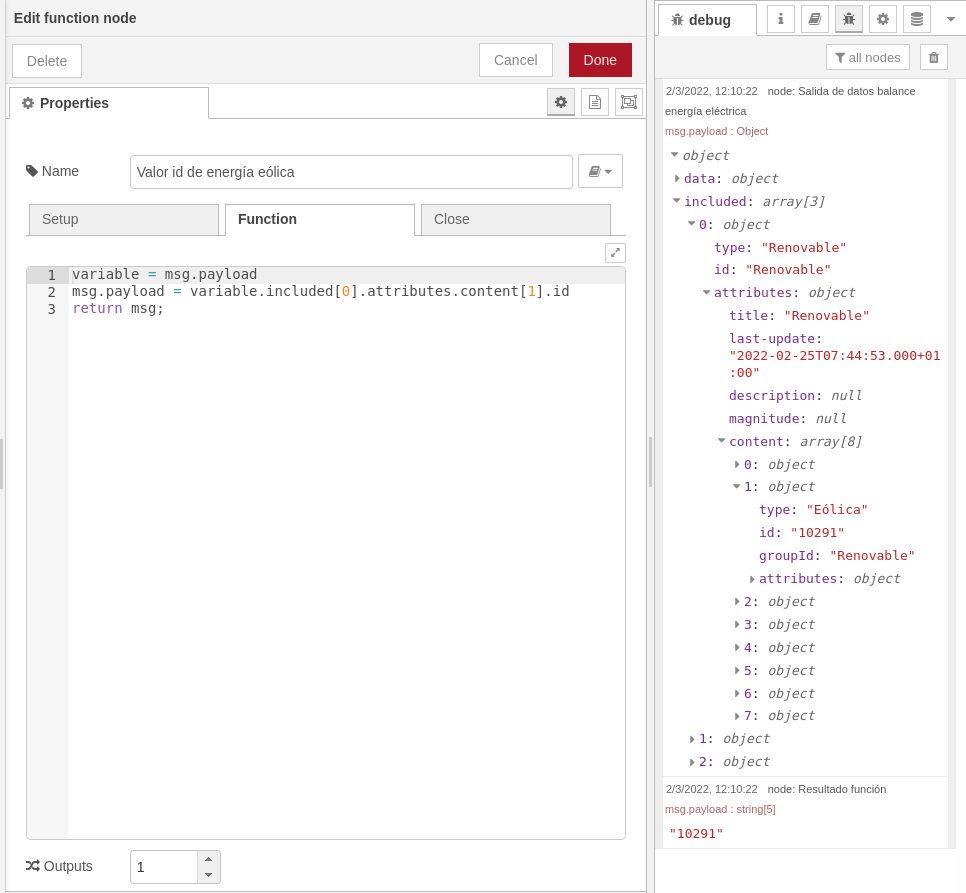 Edit function node
Delete
Cancel
Done
Properties
Name
Valor id de energía eólica
Setup
Function
Close
1 variable = msg.payload
2 msg.payload = variable.included[0].attributes.content[1].id
3 return msg;
Outputs
1
debug
i
all nodes
2/3/2022, 12:10:22 node: Salida de datos balance
energía eléctrica
msg.payload : Object
object
data: object
included: array[3]
0: object
type: "Renovable"
id: "Renovable"
attributes: object
title: "Renovable"
last-update:
"2022-02-25T07:44:53.000+01
:00"
description: null
magnitude: null
content: array[8]
0: object
1: object
type: "Eólica"
id: "10291"
groupId: "Renovable"
attributes: object
2: object
3: object
4: object
5: object
6: object
7: object
1: object
2: object
2/3/2022, 12:10:22 node: Resultado función
msg.payload : string[5]
"10291"